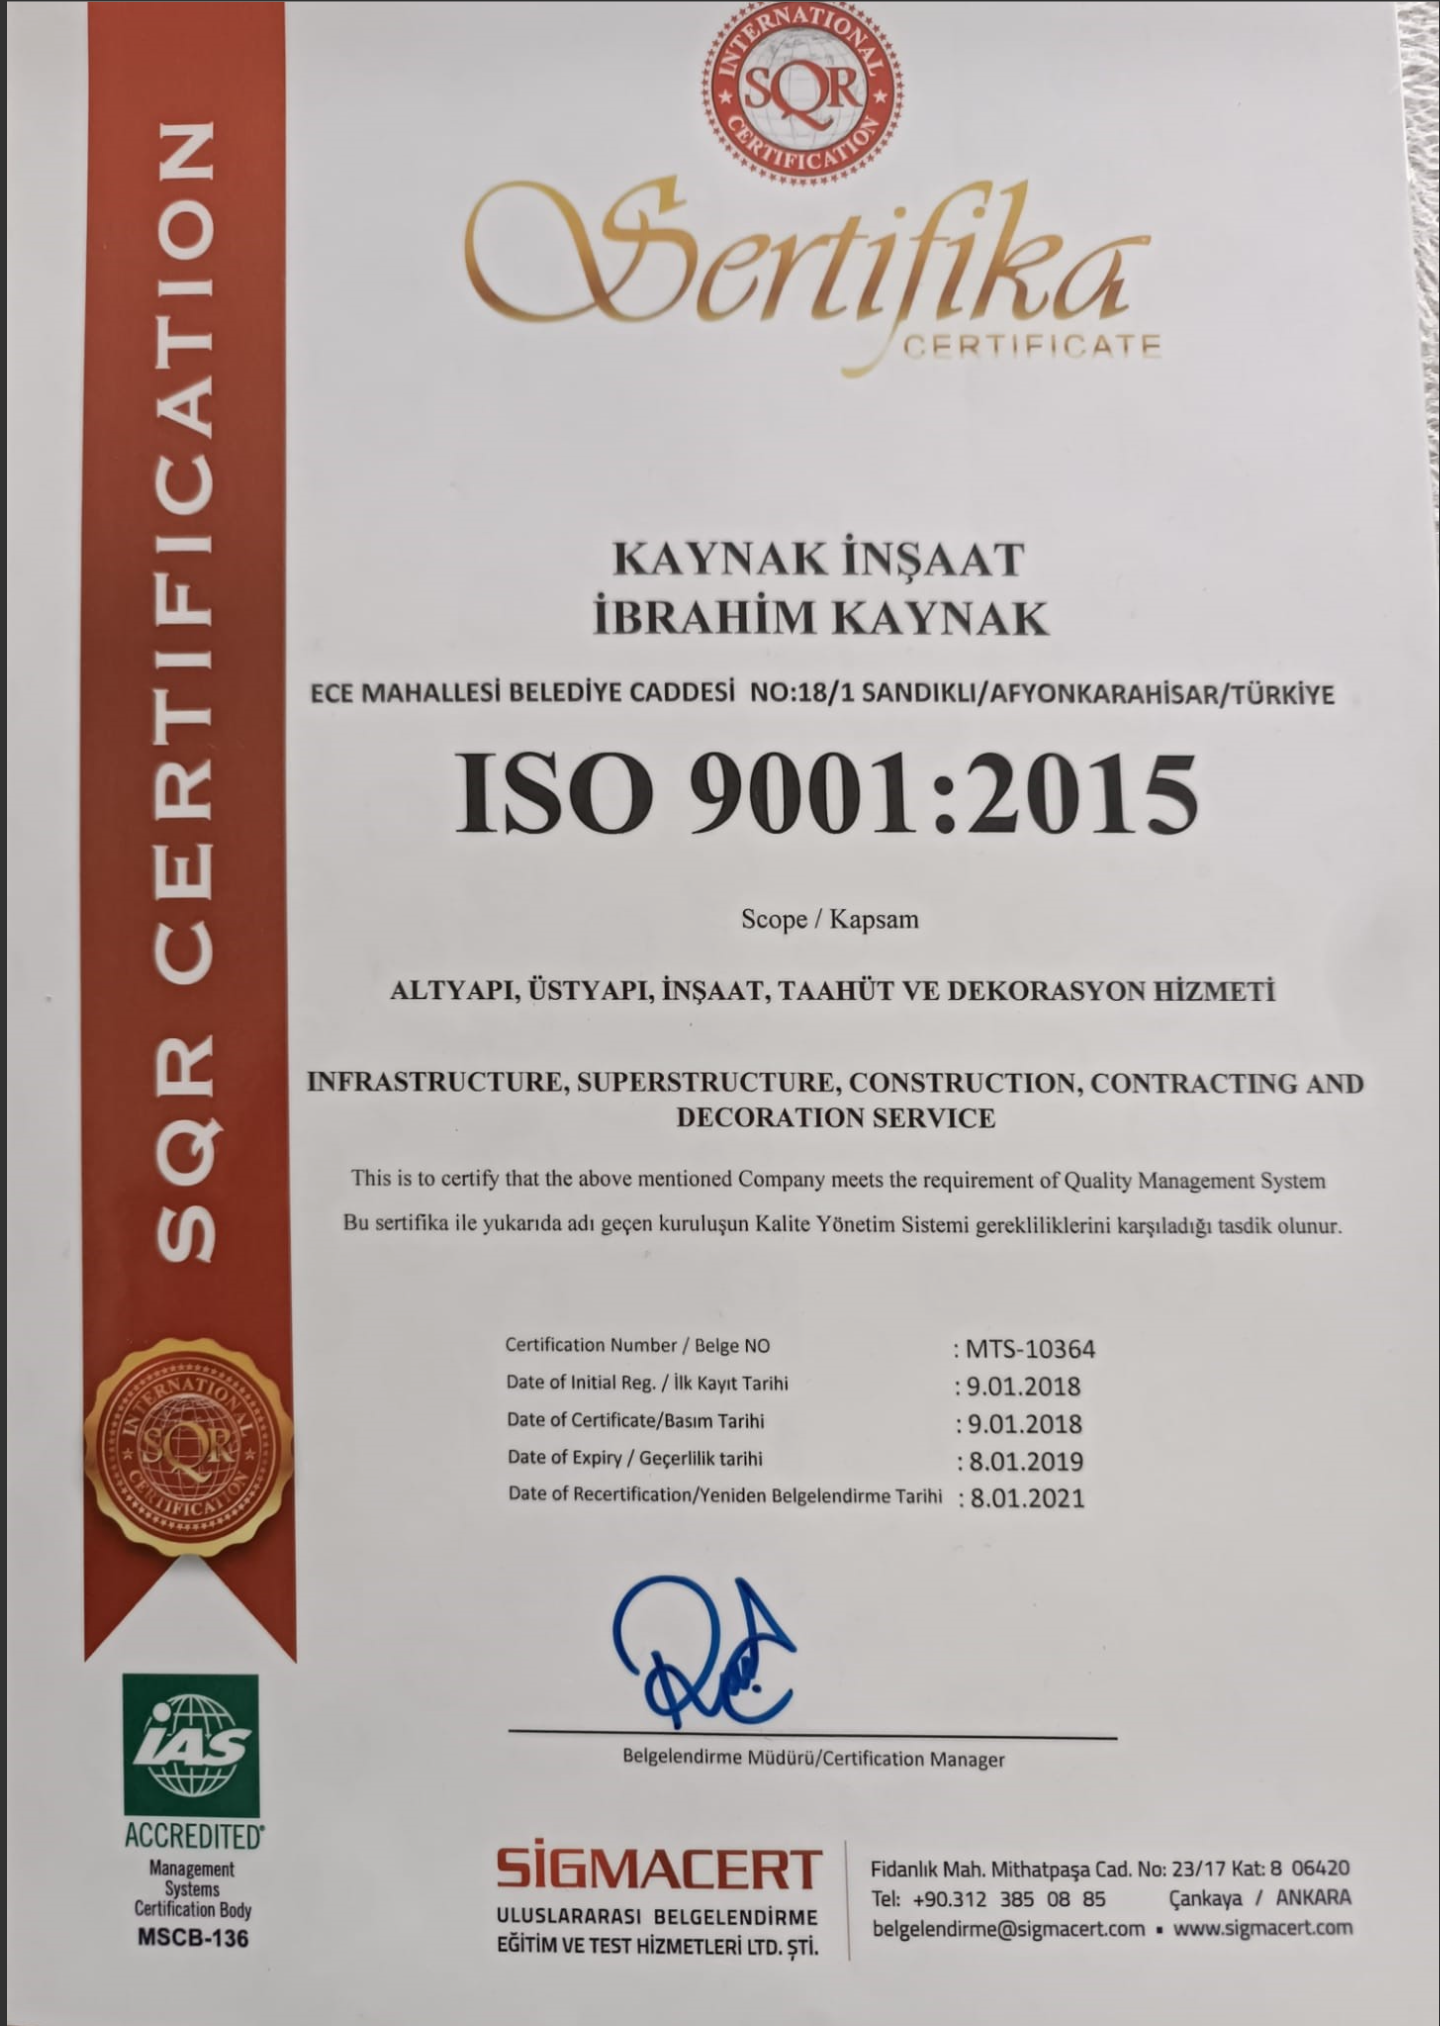 INTERNATIONAL
SQR
CERTIFICATION
Sertifika
CERTIFICATE
SQR CERTIFICATION
KAYNAK İNŞAAT
İBRAHİM KAYNAK
ECE MAHALLESİ BELEDİYE CADDESİ NO:18/1 SANDIKLI/AFYONKARAHİSAR/TÜRKİYE
ISO 9001:2015
Scope / Kapsam
ALTYAPI, ÜSTYAPI, İNŞAAT, TAAHÜT VE DEKORASYON HİZMETİ
INFRASTRUCTURE, SUPERSTRUCTURE, CONSTRUCTION, CONTRACTING AND
DECORATION SERVICE
This is to certify that the above mentioned Company meets the requirement of Quality Management System
Bu sertifika ile yukarıda adı geçen kuruluşun Kalite Yönetim Sistemi gerekliliklerini karşıladığı tasdik olunur.
Certification Number / Belge NO : MTS-10364
Date of Initial Reg. / İlk Kayıt Tarihi : 9.01.2018
Date of Certificate/Basım Tarihi : 9.01.2018
Date of Expiry / Geçerlilik tarihi : 8.01.2019
Date of Recertification/Yeniden Belgelendirme Tarihi : 8.01.2021
INTERNATIONAL
SQR
CERTIFICATION
Belgelendirme Müdürü/Certification Manager
iAS
ACCREDITED®
Management
Systems
Certification Body
MSCB-136
SİGMACERT
ULUSLARARASI BELGELENDİRME
EĞİTİM VE TEST HİZMETLERİ LTD. ŞTİ.
Fidanlık Mah. Mithatpaşa Cad. No: 23/17 Kat: 8 06420
Tel: +90.312 385 08 85 Çankaya / ANKARA
belgelendirme@sigmacert.com ▪ www.sigmacert.com